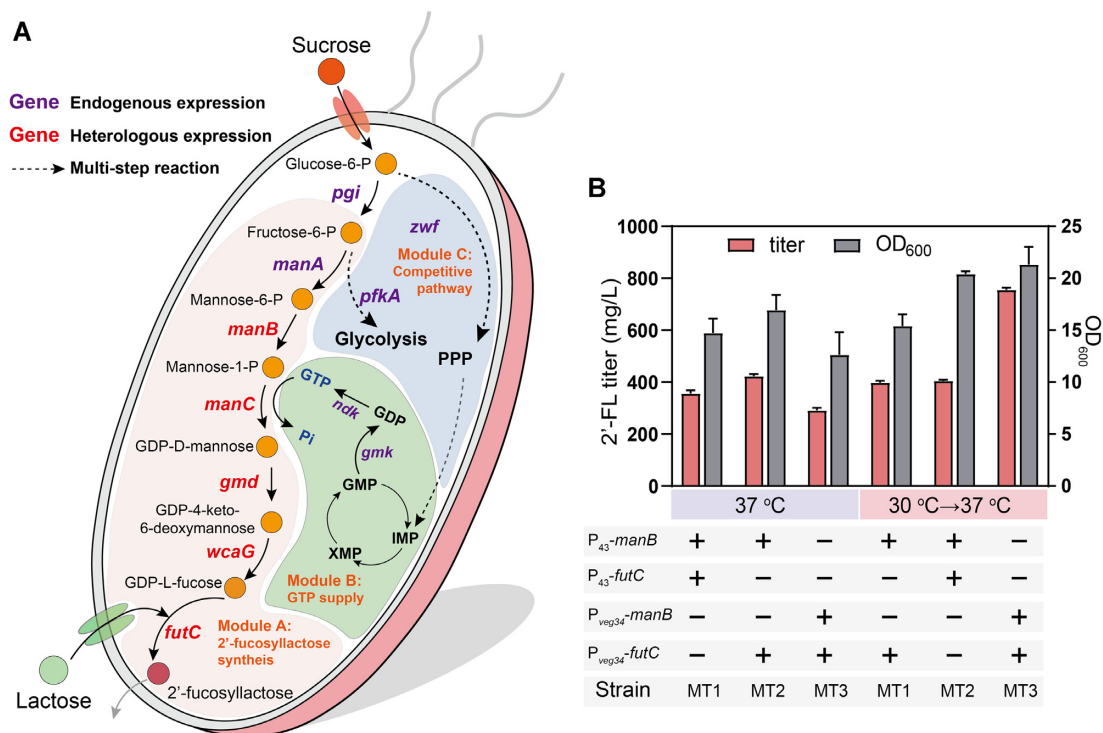 A
Sucrose
Gene Endogenous expression
Gene Heterologous expression
Multi-step reaction
Glucose-6-P
pgi
zwf
Fructose-6-P
Module C:
Competitive
pathway
manA
pfkA
Mannose-6-P
Glycolysis
manB
PPP
Mannose-1-P
GTP
ndk
GDP
manC
Pi
gmk
GDP-D-mannose
GMP
gmd
GDP-4-keto-
6-deoxymannose
IMP
XMP
wcaG
Module B:
GTP supply
GDP-L-fucose
futC
Module A:
2'-fucosyllactose
syntheis
Lactose
2'-fucosyllactose
B
titer OD600
2'-FL titer (mg/L)
1000
800
600
400
200
0
OD600
25
20
15
10
5
0
37 °C 30 °C→37 °C
P43-manB + + − + + −
P43-futC + − − − + −
Pveg34-manB − − + − − +
Pveg34-futC − + + + − +
Strain MT1 MT2 MT3 MT1 MT2 MT3